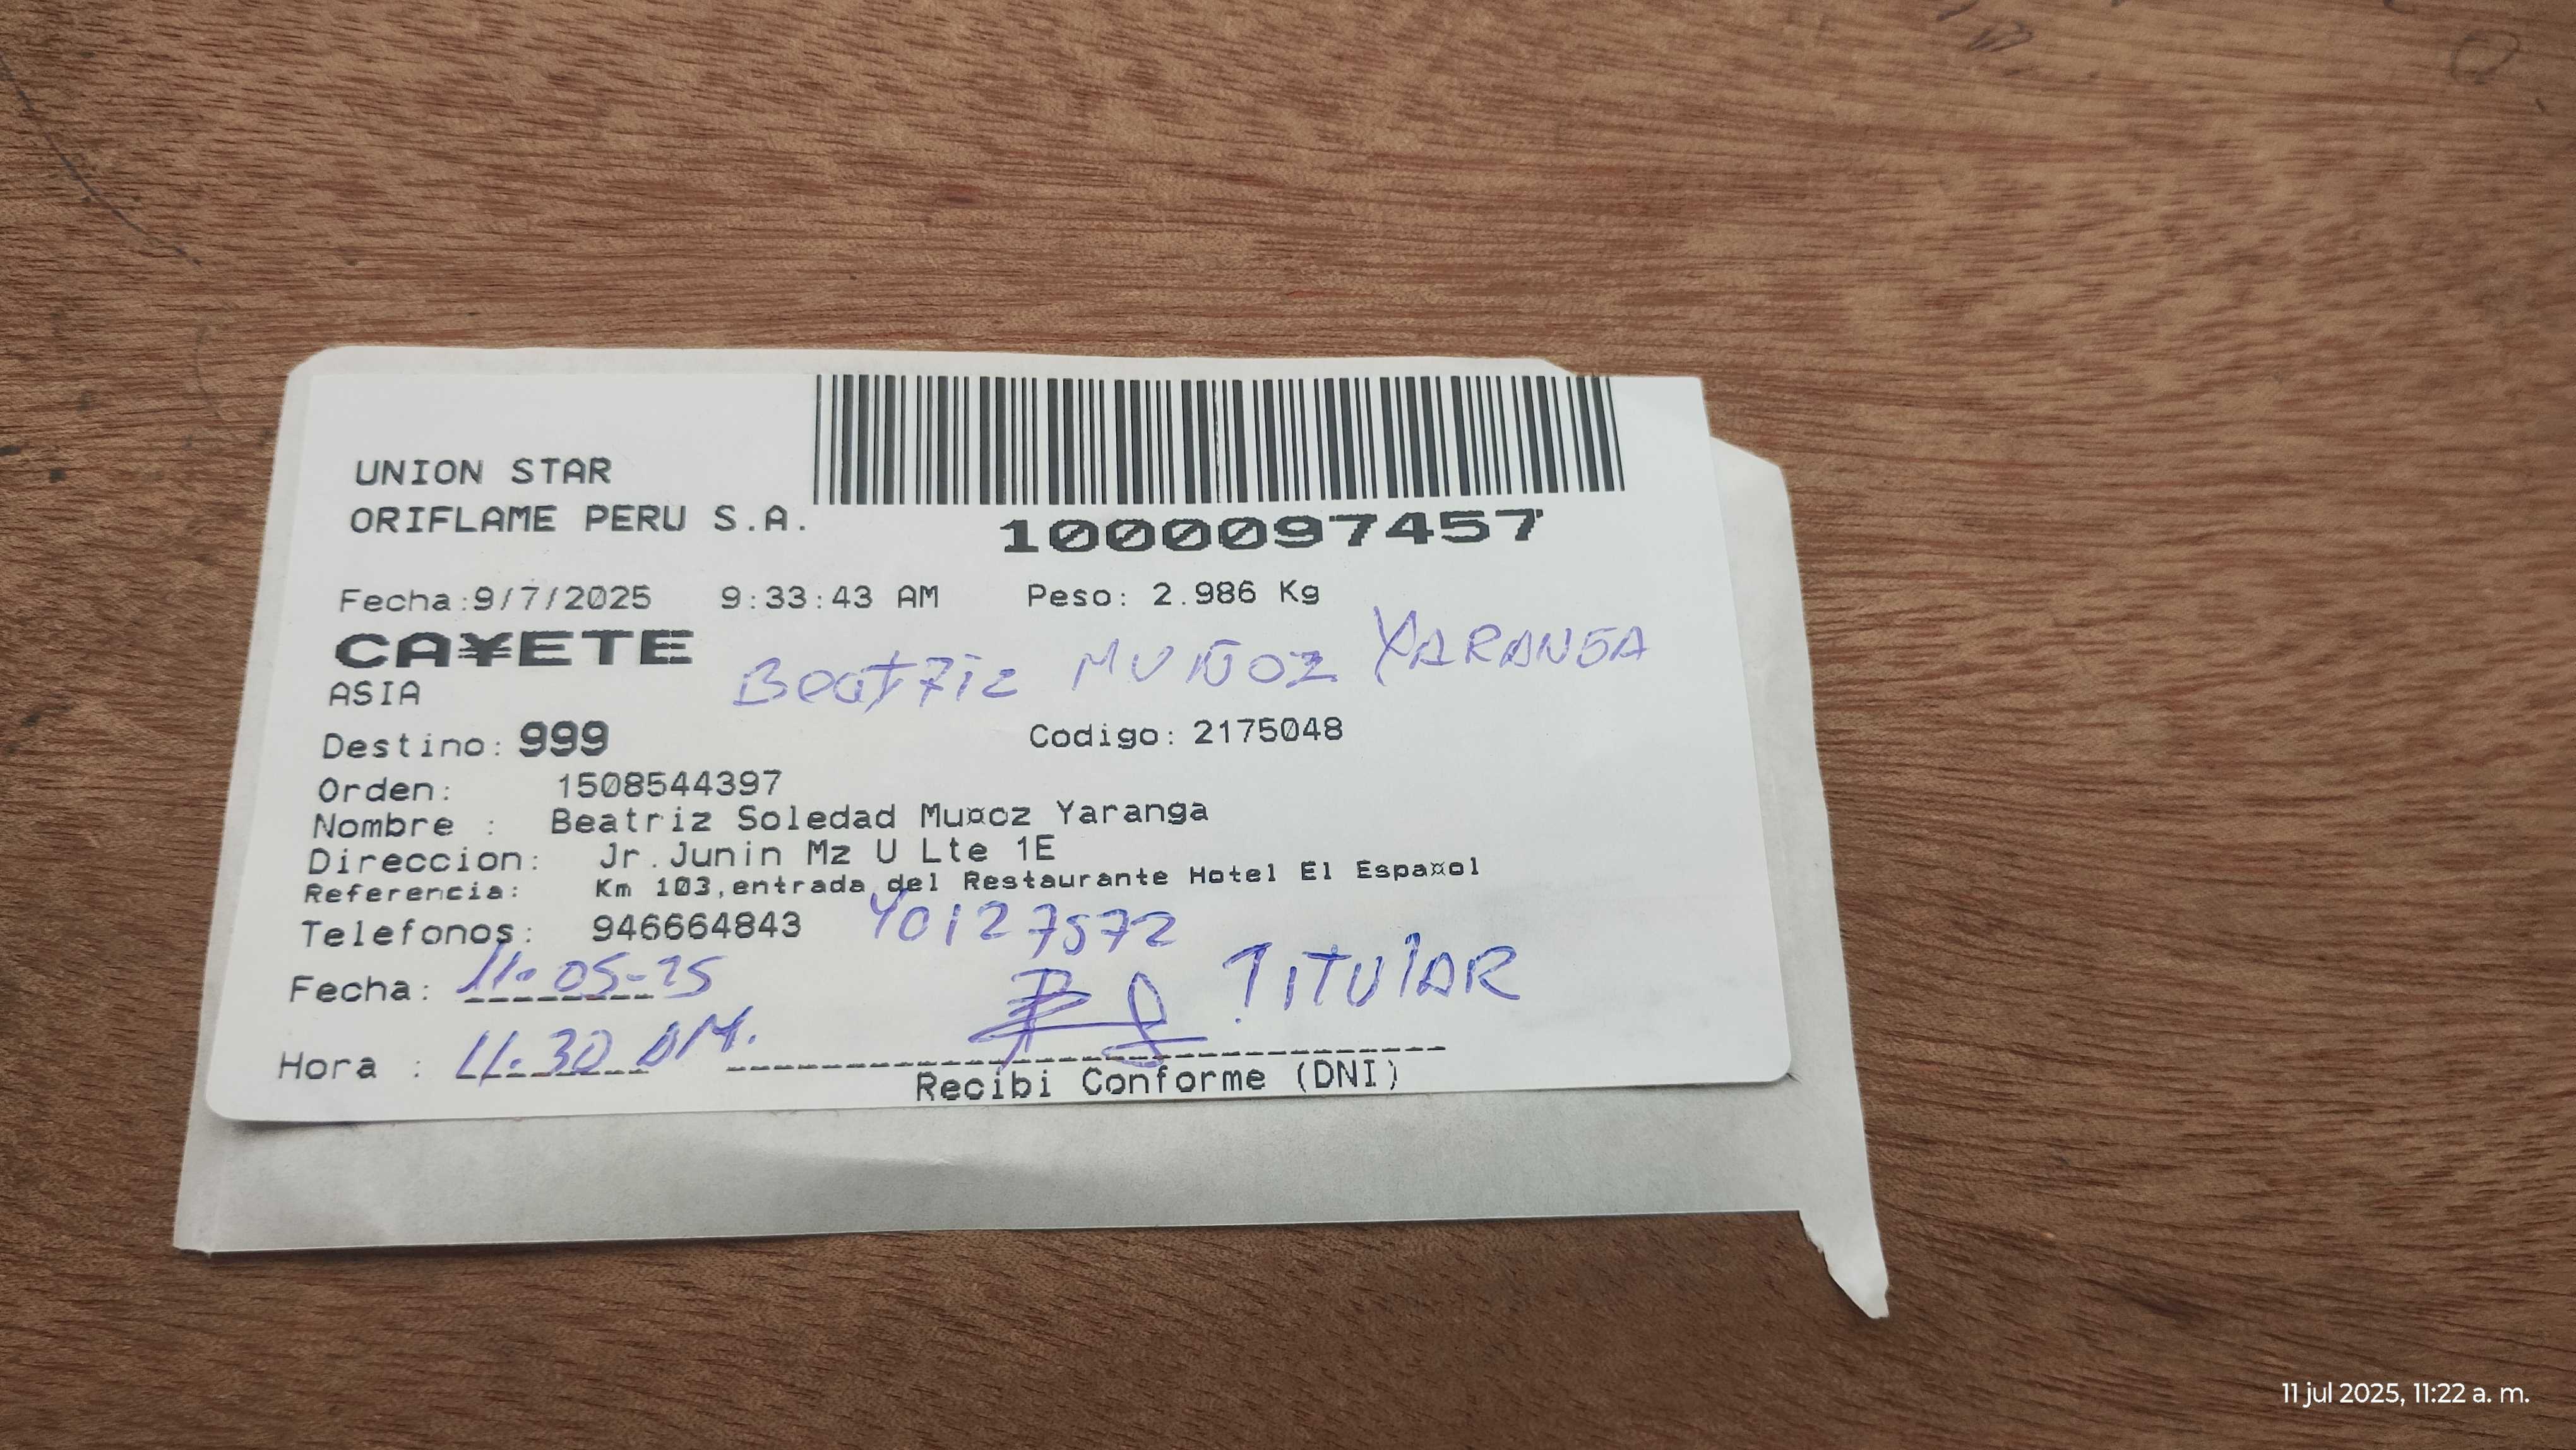 UNION STAR
ORIFLAME PERU S.A.
1000097457
Fecha:9/7/2025 9:33:43 AM Peso: 2.986 Kg
CA¥ETE
Beatriz MUÑOZ YARANGA
ASIA
Destino: 999 Codigo: 2175048
Orden: 1508544397
Nombre : Beatriz Soledad Mu¤oz Yaranga
Direccion: Jr.Junin Mz U Lte 1E
Referencia: Km 103,entrada del Restaurante Hotel El Espa¤ol
Telefonos: 946664843 40127572
Fecha: 11-05-25 TITULAR
Hora : 11.30 AM.
Recibi Conforme (DNI)
11 jul 2025, 11:22 a. m.